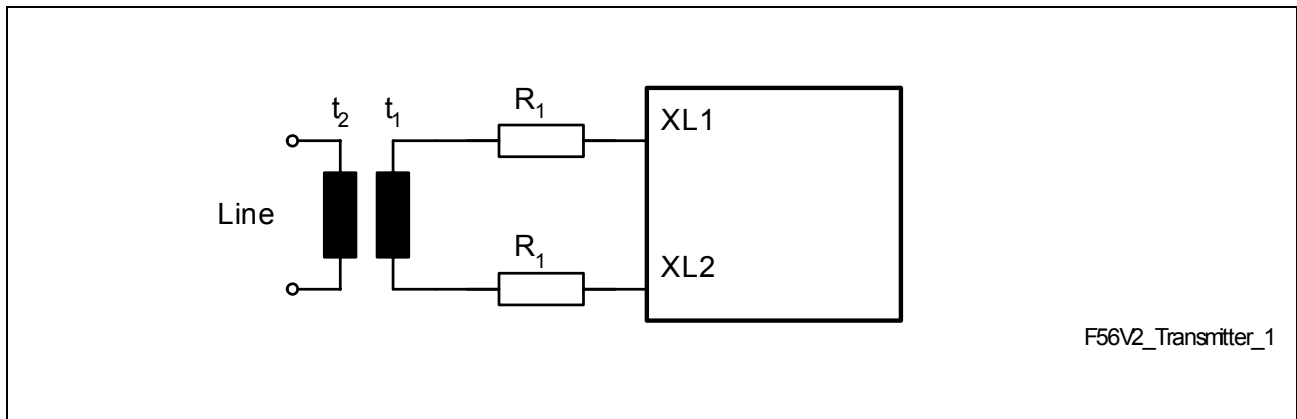 t₂ t₁ R₁ XL1
Line
R₁ XL2
F56V2_Transmitter_1